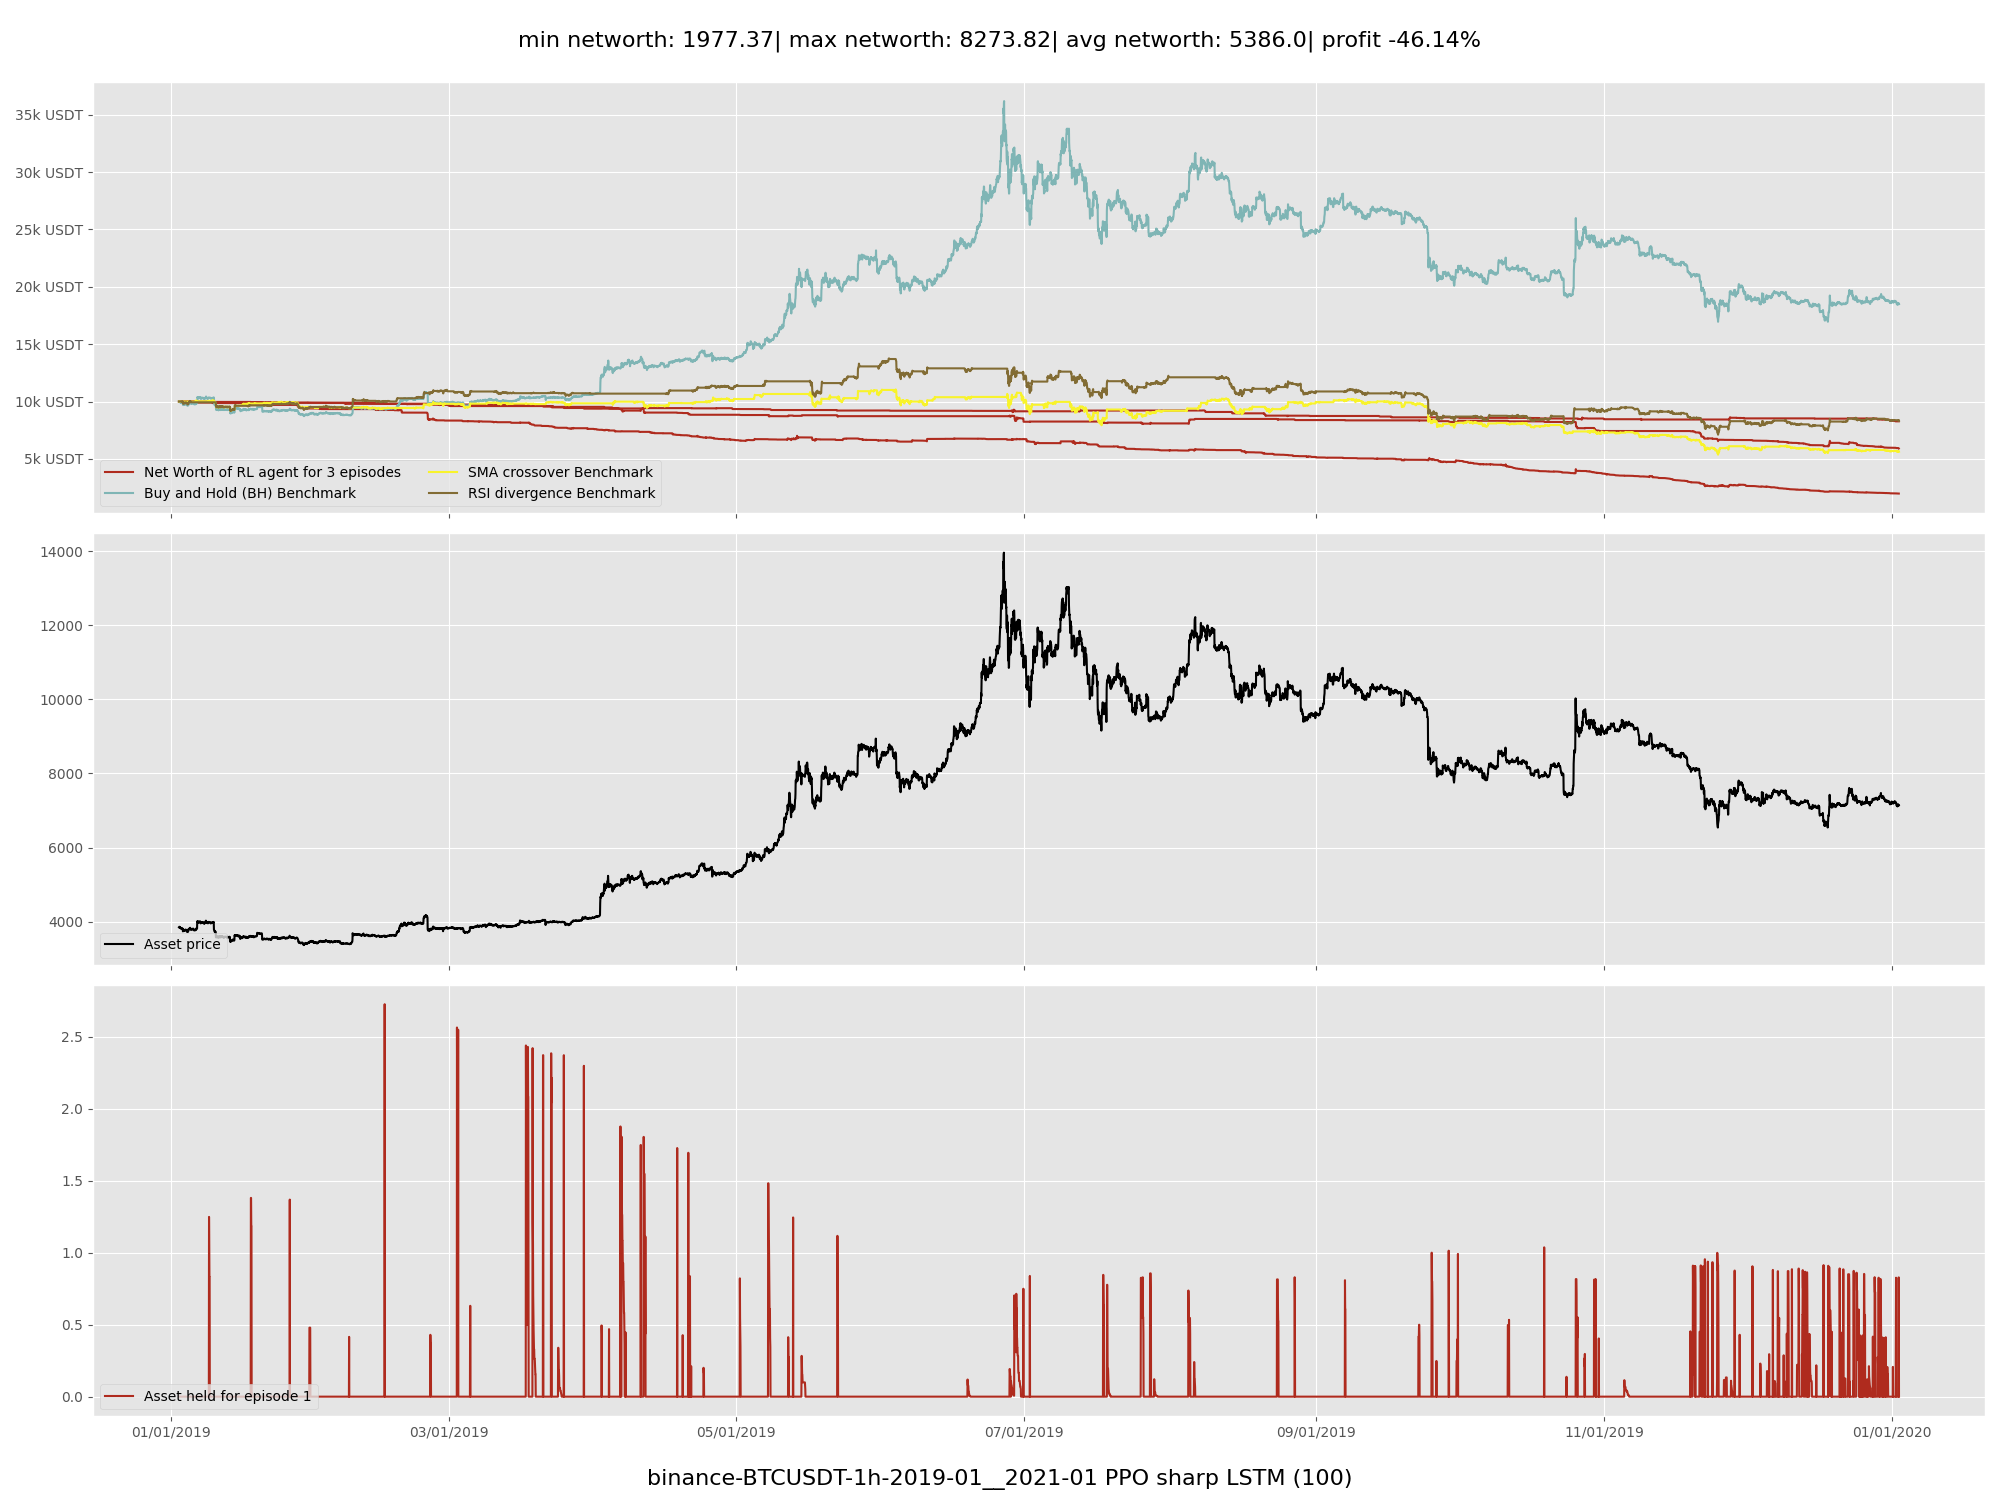 min networth: 1977.37| max networth: 8273.82| avg networth: 5386.0| profit -46.14%
35k USDT
30k USDT
25k USDT
20k USDT
15k USDT
10k USDT
5k USDT
Net Worth of RL agent for 3 episodes
Buy and Hold (BH) Benchmark
SMA crossover Benchmark
RSI divergence Benchmark
14000
12000
10000
8000
6000
4000
Asset price
2.5
2.0
1.5
1.0
0.5
0.0
Asset held for episode 1
01/01/2019 03/01/2019 05/01/2019 07/01/2019 09/01/2019 11/01/2019 01/01/2020
binance-BTCUSDT-1h-2019-01__2021-01 PPO sharp LSTM (100)